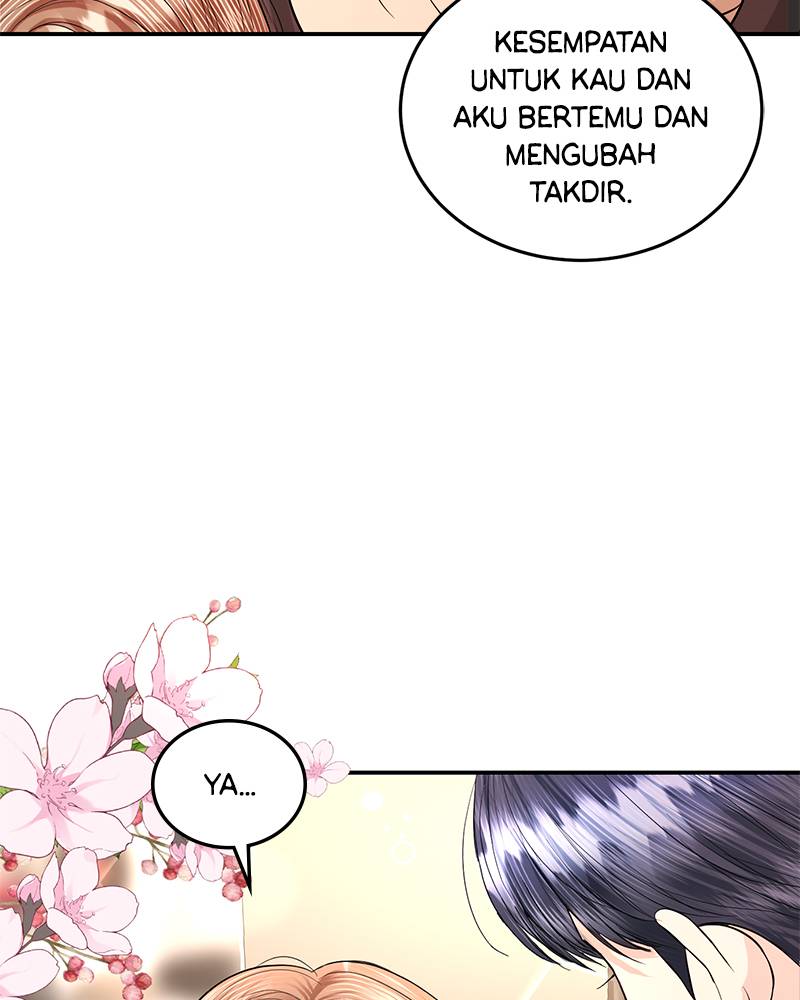 KESEMPATAN
UNTUK KAU DAN
AKU BERTEMU DAN
MENGUBAH
TAKDIR.
YA...